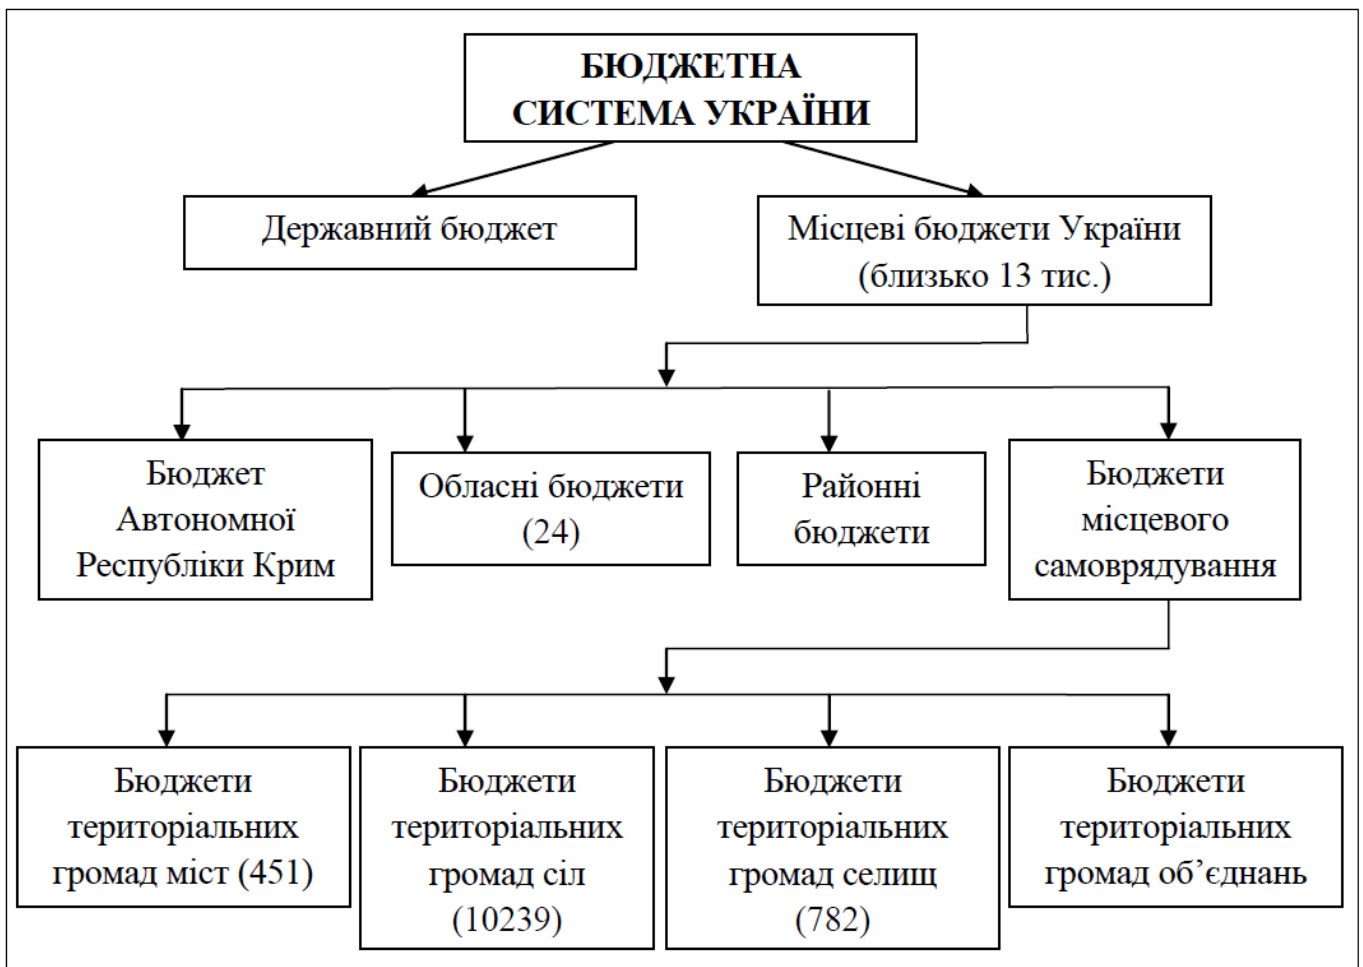 БЮДЖЕТНА
СИСТЕМА УКРАЇНИ
Державний бюджет
Місцеві бюджети України
(близько 13 тис.)
Бюджет
Автономної
Республіки Крим
Обласні бюджети
(24)
Районні
бюджети
Бюджети
місцевого
самоврядування
Бюджети
територіальних
громад міст (451)
Бюджети
територіальних
громад сіл
(10239)
Бюджети
територіальних
громад селищ
(782)
Бюджети
територіальних
громад об’єднань